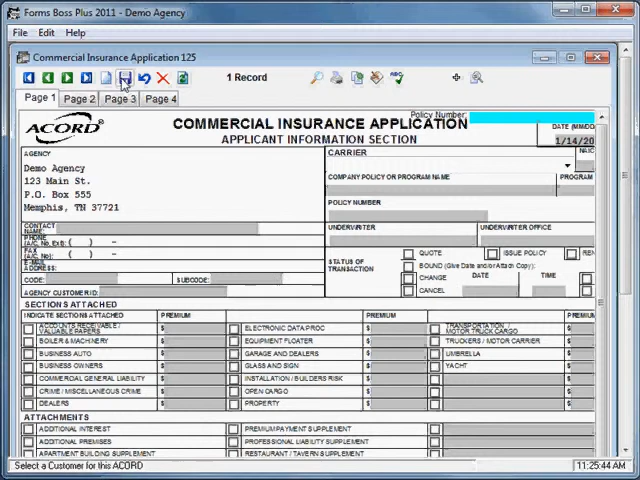 Forms Boss Plus 2011 - Demo Agency
File Edit
Commercial Insurance Application 125
1 Record
Page 1 Page 2 Page 3 Page 4
Policy Number:
ACORD
COMMERCIAL INSURANCE APPLICATION
APPLICANT INFORMATION SECTION
DATE (MM/DD/
1/14/20
AGENCY
Demo Agency
123 Main St.
P.O. Box 555
Memphis, TN 37721
CONTACT NAME:
PHONE (A/C, No, Ext): ( ) -
FAX (A/C, No): ( ) -
E-MAIL ADDRESS:
CODE: SUBCODE:
AGENCY CUSTOMER ID:
CARRIER NAIC
COMPANY POLICY OR PROGRAM NAME PROGRAM
POLICY NUMBER
UNDERWRITER UNDERWRITER OFFICE
STATUS OF TRANSACTION
QUOTE ISSUE POLICY REN
BOUND (Give Date and/or Attach Copy):
CHANGE DATE TIME
CANCEL
SECTIONS ATTACHED
INDICATE SECTIONS ATTACHED PREMIUM PREMIUM PREMIUM
ACCOUNTS RECEIVABLE / VALUABLE PAPERS $ ELECTRONIC DATA PROC $ TRANSPORTATION / MOTOR TRUCK CARGO $
BOILER & MACHINERY $ EQUIPMENT FLOATER $ TRUCKERS / MOTOR CARRIER $
BUSINESS AUTO $ GARAGE AND DEALERS $ UMBRELLA $
BUSINESS OWNERS $ GLASS AND SIGN $ YACHT $
COMMERCIAL GENERAL LIABILITY $ INSTALLATION / BUILDERS RISK $ $
CRIME / MISCELLANEOUS CRIME $ OPEN CARGO $ $
DEALERS $ PROPERTY $ $
ATTACHMENTS
ADDITIONAL INTEREST PREMIUM PAYMENT SUPPLEMENT
ADDITIONAL PREMISES PROFESSIONAL LIABILITY SUPPLEMENT
APARTMENT BUILDING SUPPLEMENT RESTAURANT / TAVERN SUPPLEMENT
Select a Customer for this ACORD 11:25:44 AM